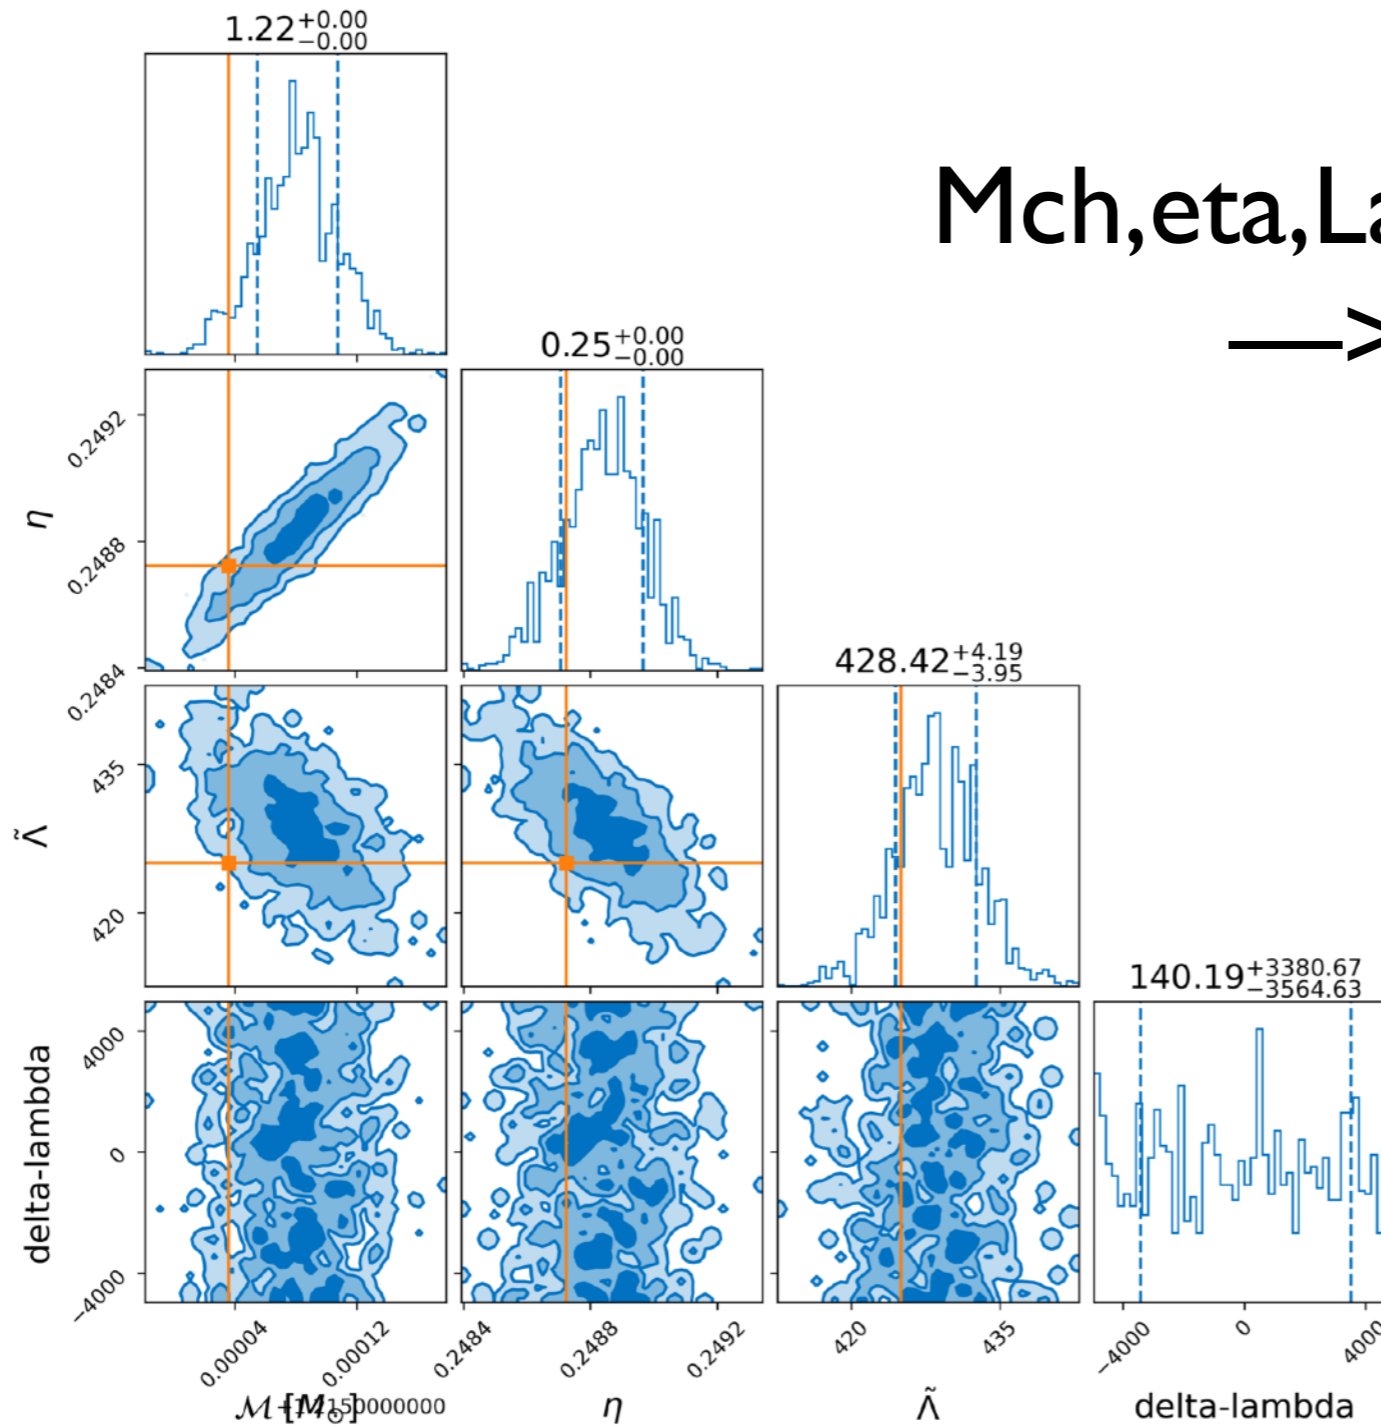 1.22+0.00−0.00
Mch,eta,La
—>
0.25+0.00−0.00
η
0.2492
0.2488
0.2484
428.42+4.19−3.95
Λ̃
435
420
140.19+3380.67−3564.63
delta-lambda
4000
0
−4000
0.00004 0.00012 0.2484 0.2488 0.2492 420 435 −4000 0 4000
ℳ [M⊙] η Λ̃ delta-lambda